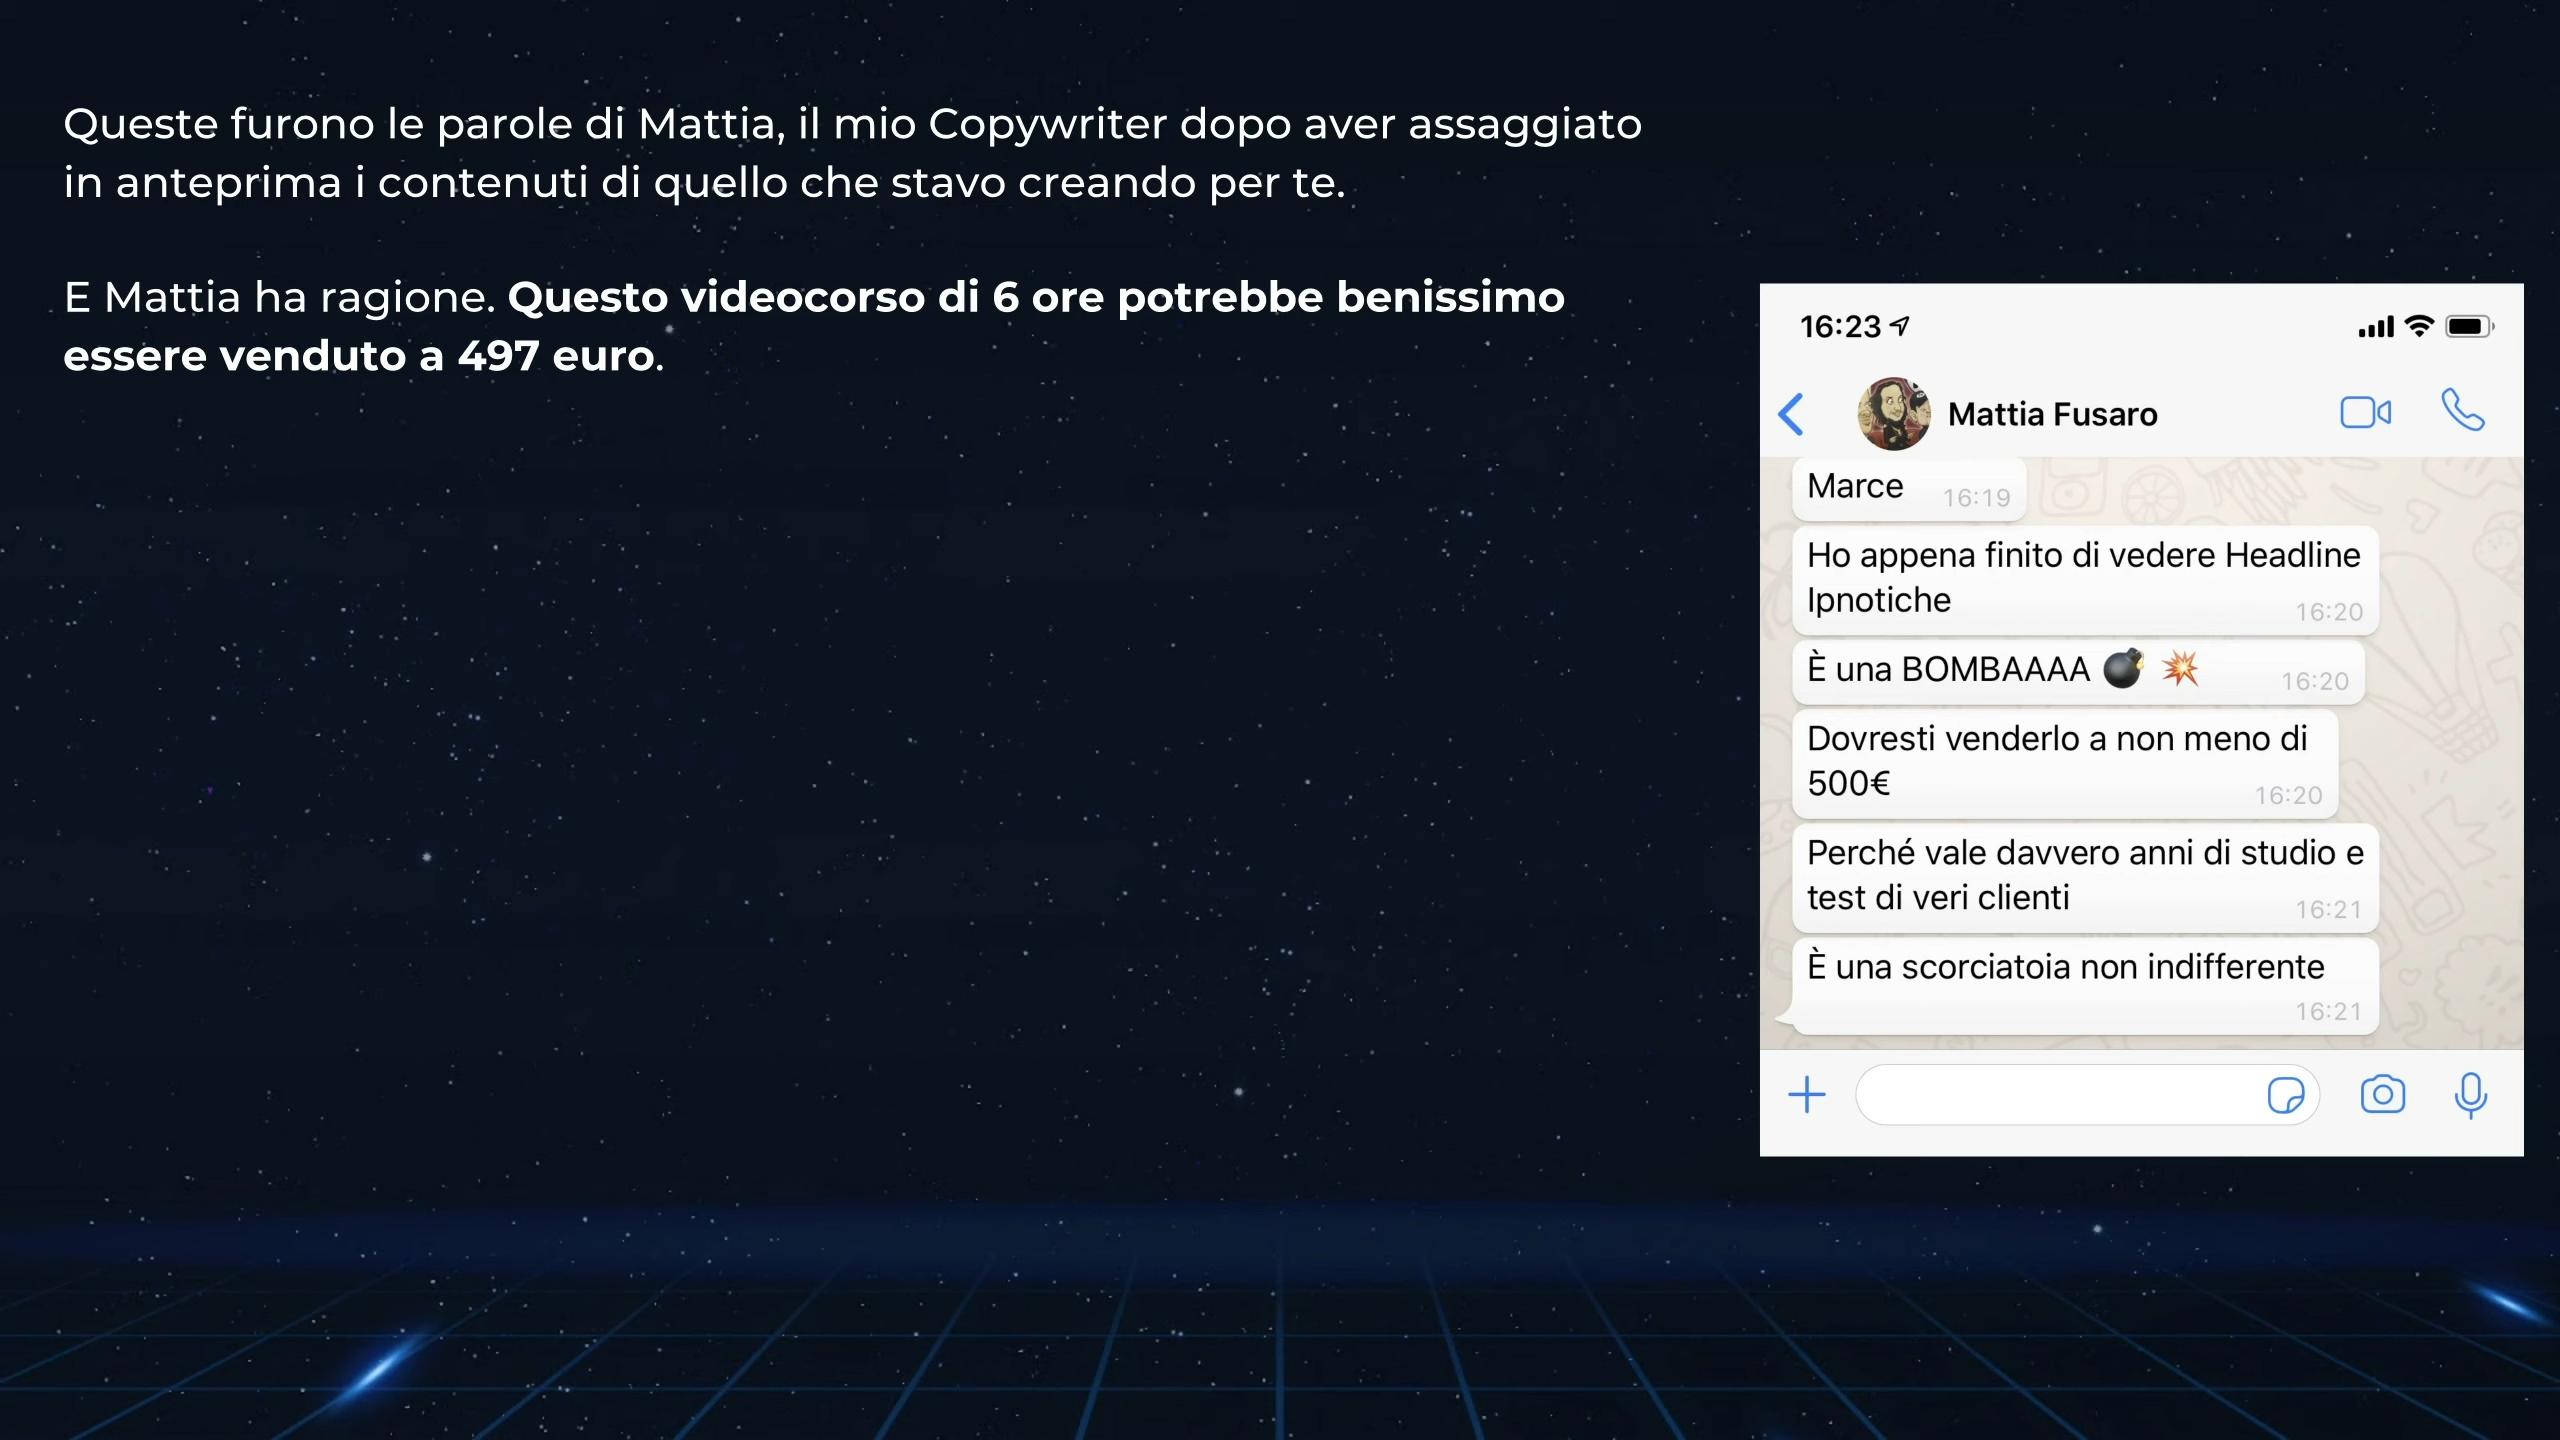 Queste furono le parole di Mattia, il mio Copywriter dopo aver assaggiato
in anteprima i contenuti di quello che stavo creando per te.
E Mattia ha ragione. Questo videocorso di 6 ore potrebbe benissimo
essere venduto a 497 euro.
16:23
Mattia Fusaro
Marce 16:19
Ho appena finito di vedere Headline
Ipnotiche 16:20
È una BOMBAAAA 💣 💥 16:20
Dovresti venderlo a non meno di
500€ 16:20
Perché vale davvero anni di studio e
test di veri clienti 16:21
È una scorciatoia non indifferente
16:21